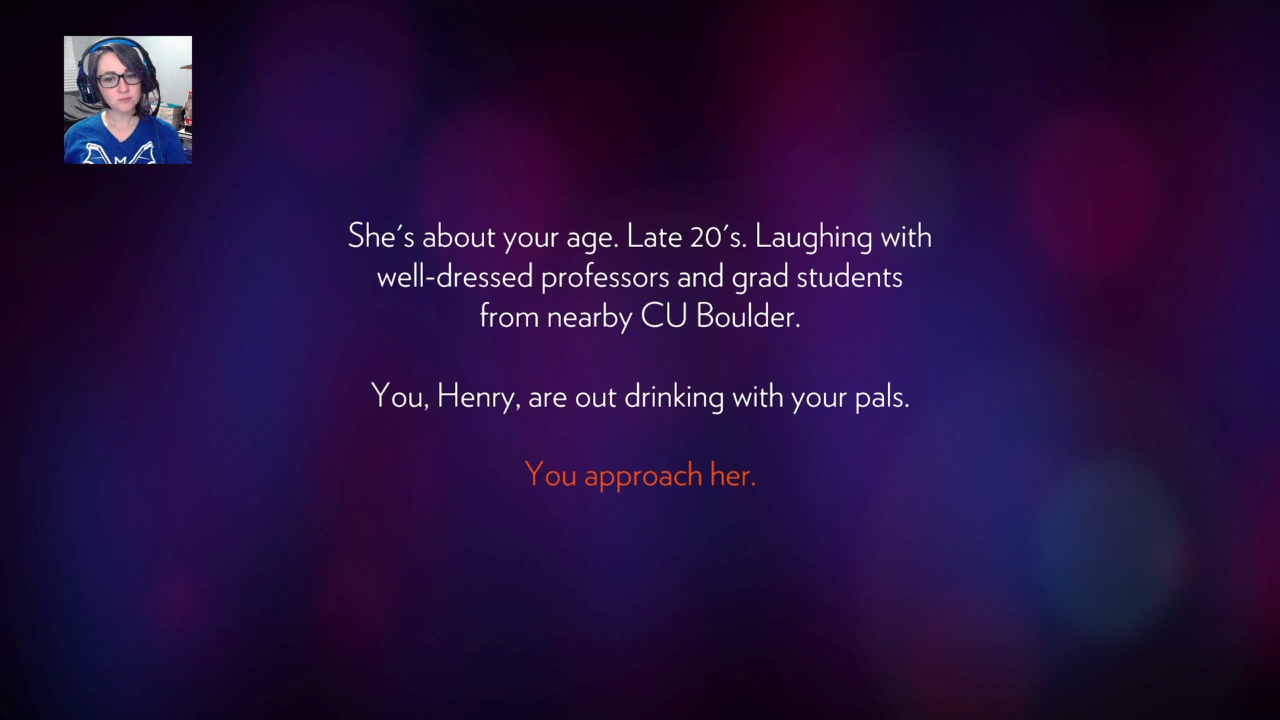 She's about your age. Late 20's. Laughing with
well-dressed professors and grad students
from nearby CU Boulder.
You, Henry, are out drinking with your pals.
You approach her.